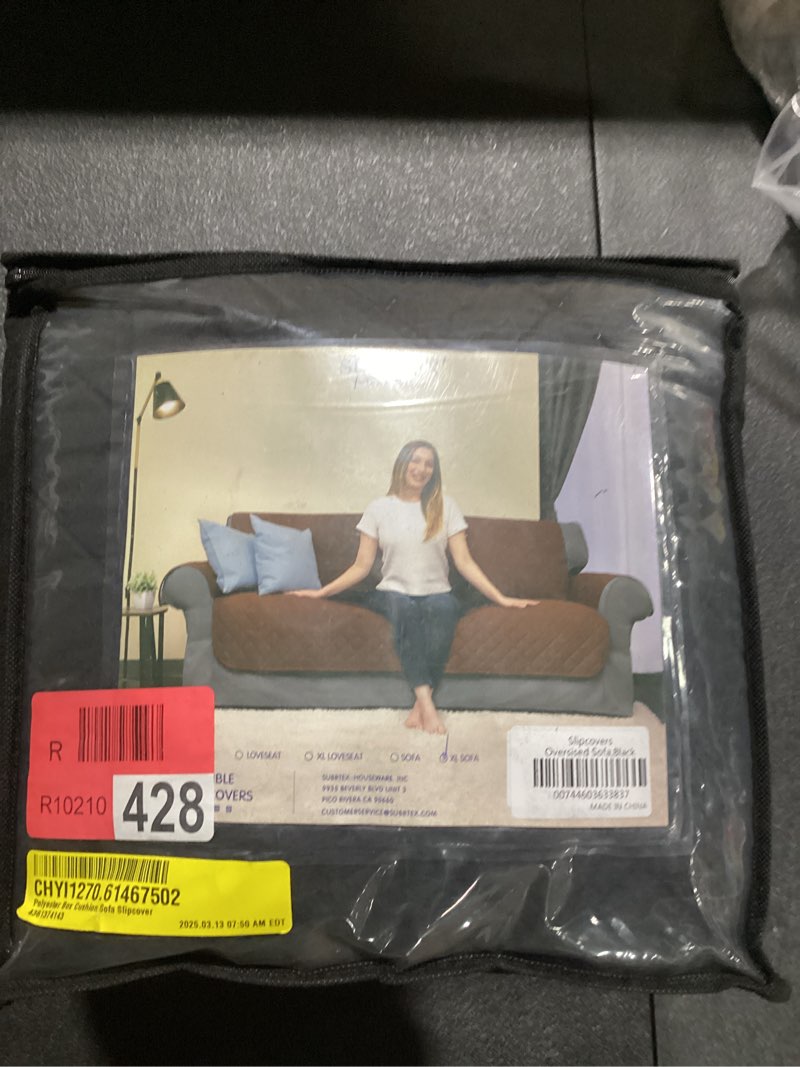 LOVESEAT
XL LOVESEAT
SOFA
XL SOFA
BLE
OVERS
SUBRTEX HOUSEWARE INC
PICO RIVERA CA 90660
CUSTOMERSERVICE@SUBRTEX.COM
Slipcovers
Oversised Sofa,Black
00744603633837
MADE IN CHINA
R
R10210
428
CHYI1270.61467502
Polyester Box Cushion Sofa Slipcover
2025.03.13 07:50 AM EDT